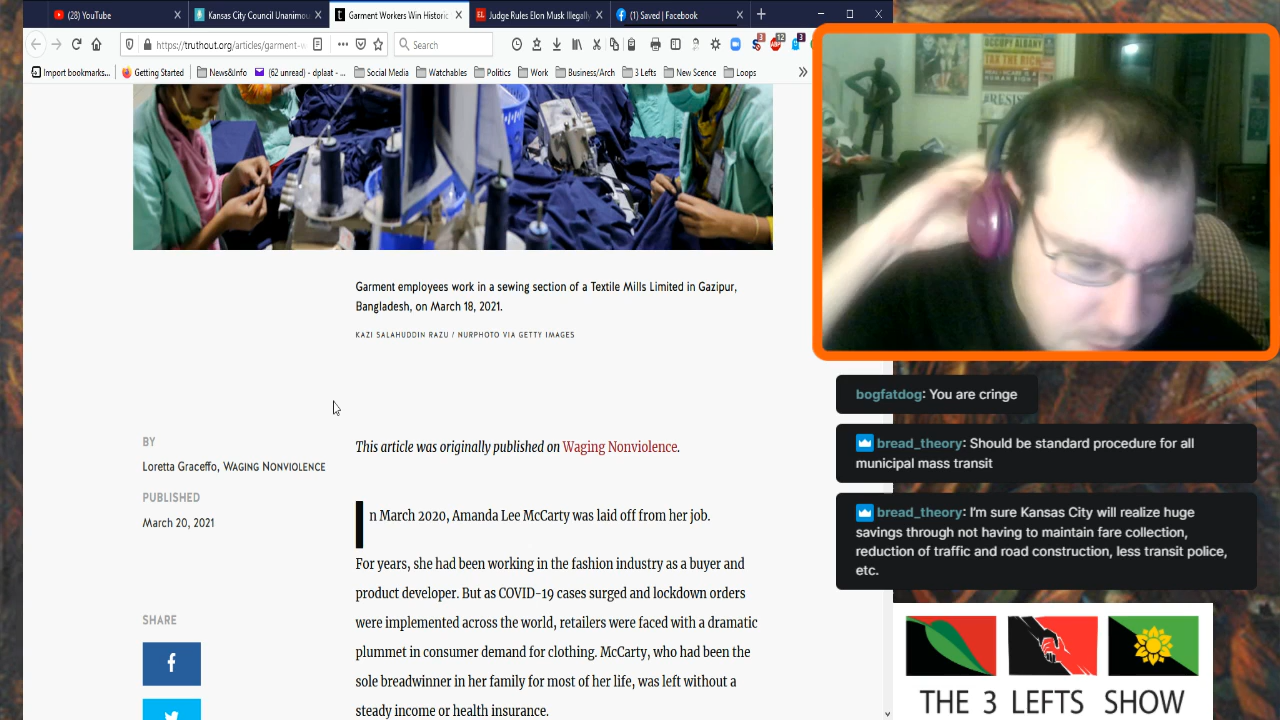 (28) YouTube
Kansas City Council Unanimou
Garment Workers Win Historic
Judge Rules Elon Musk Illegally
(1) Saved | Facebook
https://truthout.org/articles/garment-w
Search
Import bookmarks...
Getting Started
News&Info
(62 unread) - dplaat - ...
Social Media
Watchables
Politics
Work
Business/Arch
3 Lefts
New Scence
Loops
OCCUPY ALBANY
TAX THE RICH
Garment employees work in a sewing section of a Textile Mills Limited in Gazipur,
Bangladesh, on March 18, 2021.
KAZI SALAHUDDIN RAZU / NURPHOTO VIA GETTY IMAGES
BY
Loretta Graceffo, WAGING NONVIOLENCE
PUBLISHED
March 20, 2021
SHARE
This article was originally published on Waging Nonviolence.
In March 2020, Amanda Lee McCarty was laid off from her job.
For years, she had been working in the fashion industry as a buyer and
product developer. But as COVID-19 cases surged and lockdown orders
were implemented across the world, retailers were faced with a dramatic
plummet in consumer demand for clothing. McCarty, who had been the
sole breadwinner in her family for most of her life, was left without a
steady income or health insurance.
bogfatdog: You are cringe
bread_theory: Should be standard procedure for all
municipal mass transit
bread_theory: I'm sure Kansas City will realize huge
savings through not having to maintain fare collection,
reduction of traffic and road construction, less transit police,
etc.
THE 3 LEFTS SHOW